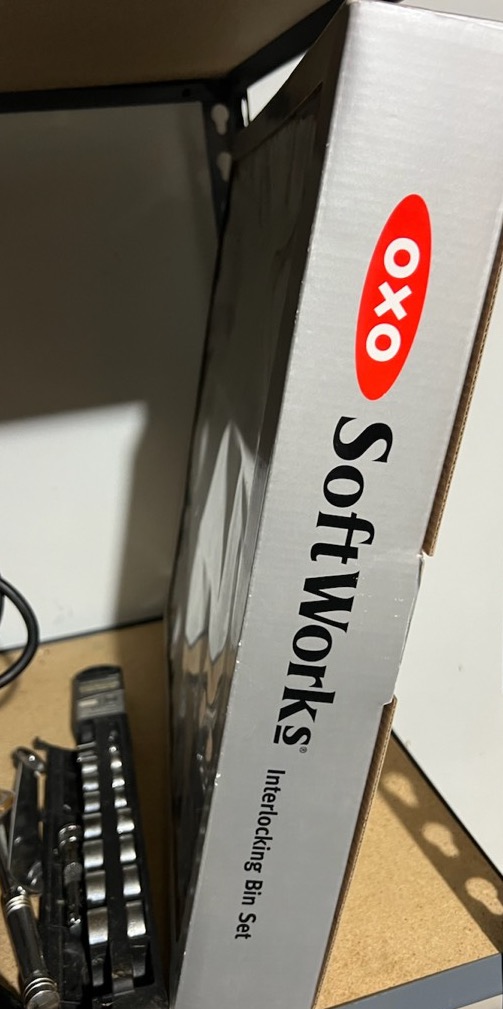 OXO
SoftWorks®
Interlocking Bin Set